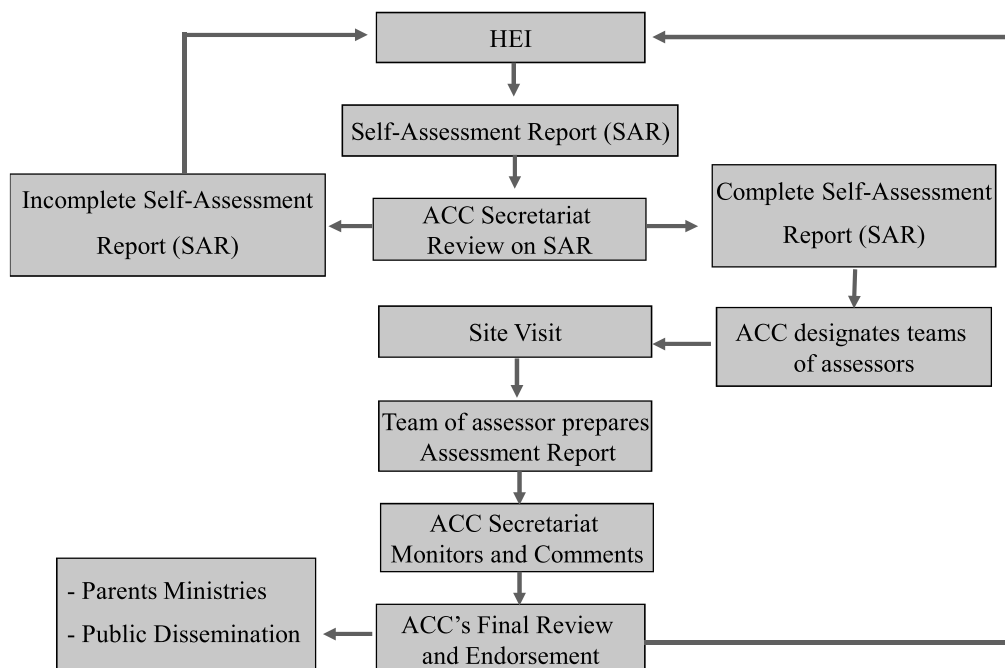 HEI
Self-Assessment Report (SAR)
Incomplete Self-Assessment
Report (SAR)
ACC Secretariat
Review on SAR
Complete Self-Assessment
Report (SAR)
Site Visit
ACC designates teams
of assessors
Team of assessor prepares
Assessment Report
ACC Secretariat
Monitors and Comments
- Parents Ministries
- Public Dissemination
ACC’s Final Review
and Endorsement